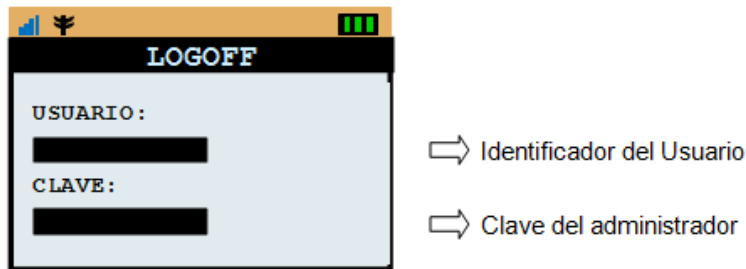 LOGOFF
USUARIO:
Identificador del Usuario
CLAVE:
Clave del administrador